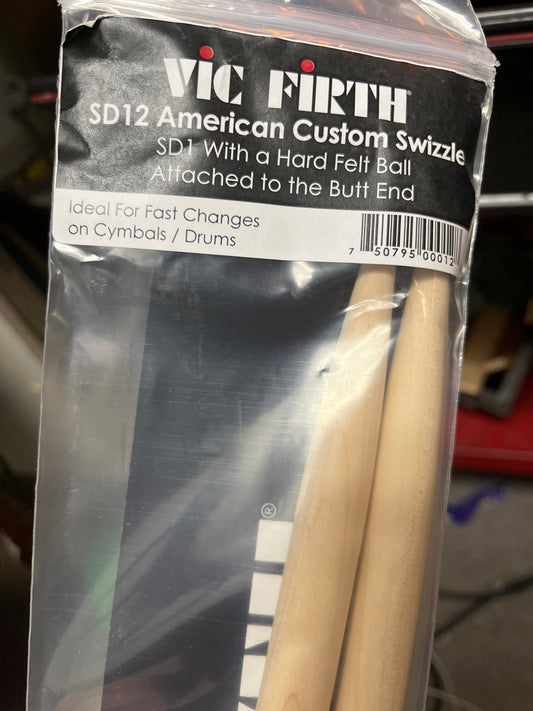 VIC FIRTH
SD12 American Custom Swizzle
SD1 With a Hard Felt Ball
Attached to the Butt End
Ideal For Fast Changes
on Cymbals / Drums
7 50795 00012
®